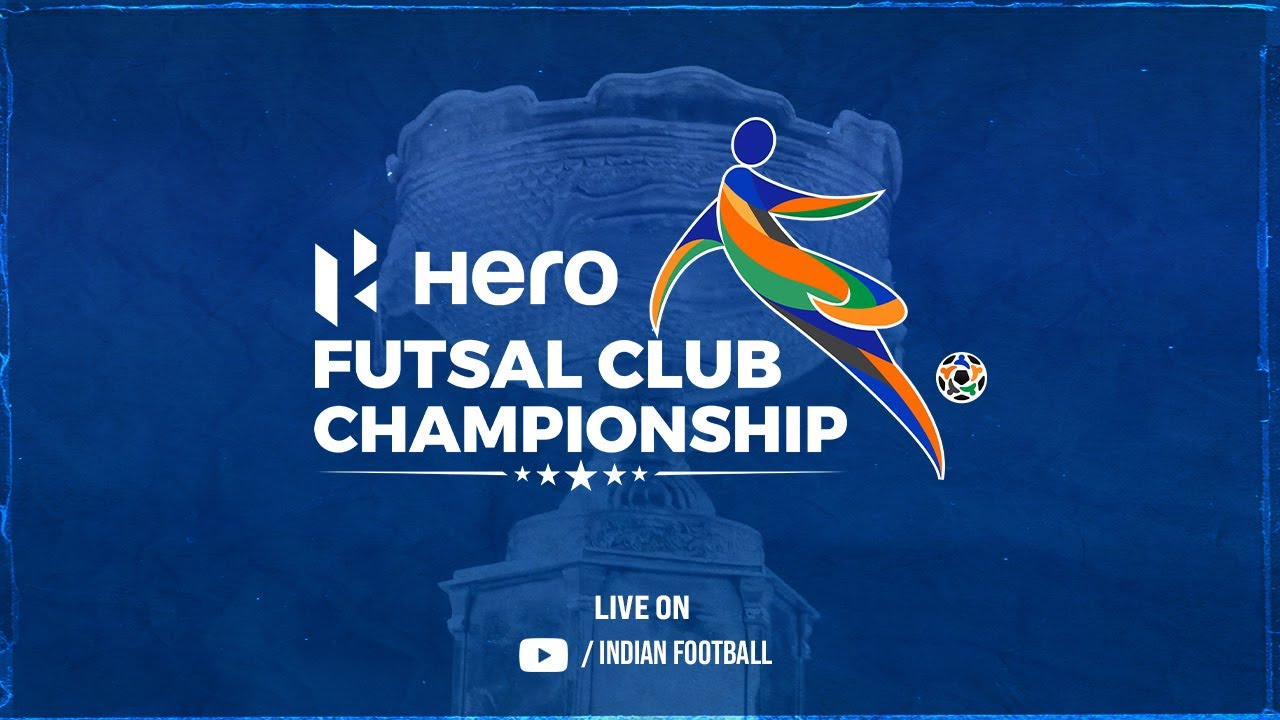 Hero
FUTSAL CLUB
CHAMPIONSHIP
LIVE ON
/ INDIAN FOOTBALL